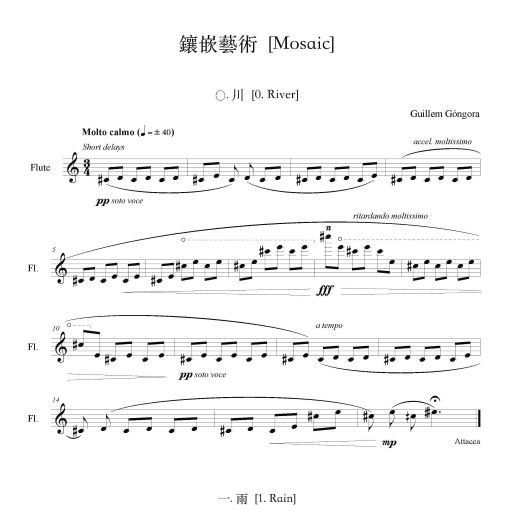 鑲嵌藝術 [Mosaic]
〇. 川 [0. River]
Guillem Góngora
Molto calmo (♩=±40)
Short delays
accel. moltissimo
Flute
3
4
pp soto voce
5
ritardando moltissimo
n
Fl.
fff
10
a tempo
Fl.
pp soto voce
14
Fl.
mp
Attacca
一. 雨 [1. Rain]